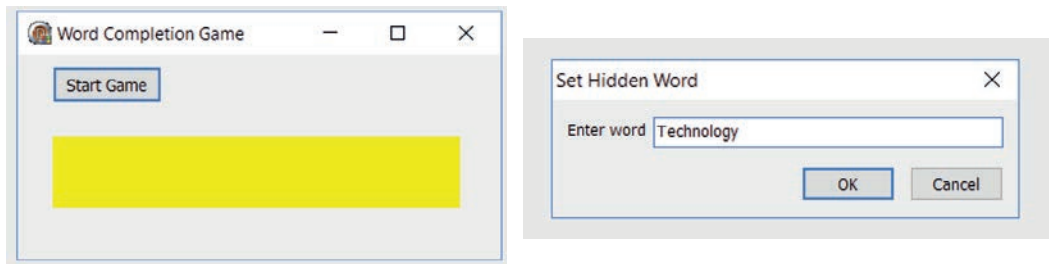 Word Completion Game
Start Game
Set Hidden Word
Enter word Technology
OK Cancel